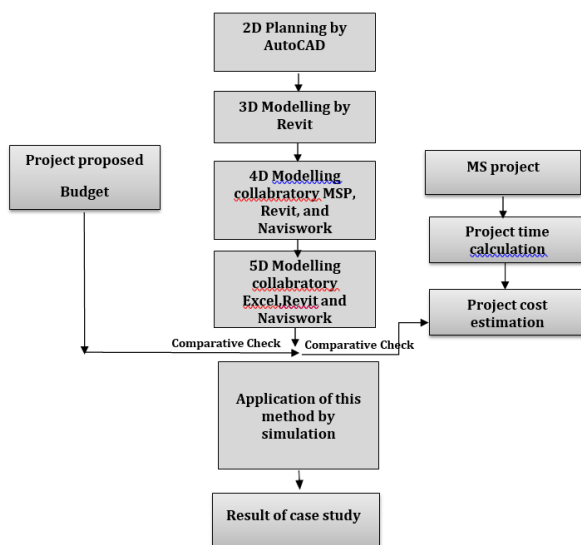 2D Planning by
AutoCAD
3D Modelling by
Revit
Project proposed
Budget
4D Modelling
collabratory MSP,
Revit, and
Naviswork
MS project
Project time
calculation
5D Modelling
collabratory
Excel,Revit and
Naviswork
Project cost
estimation
Comparative Check
Comparative Check
Application of this
method by
simulation
Result of case study